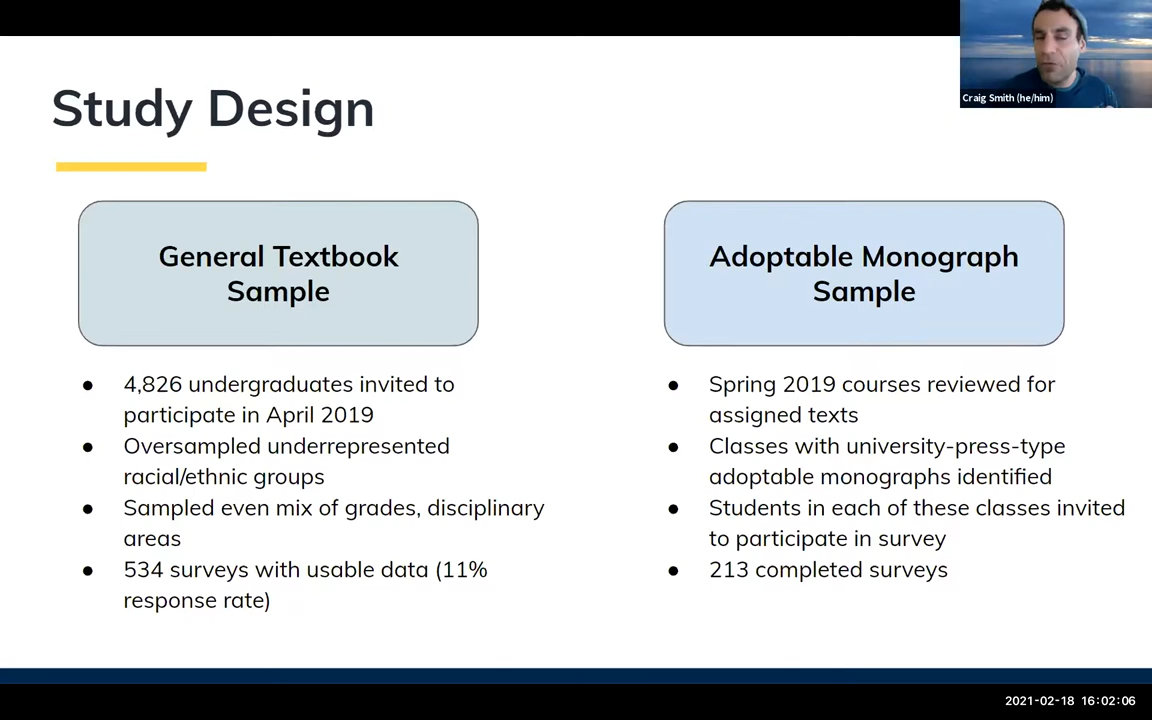 Craig Smith (he/him)
Study Design
General Textbook
Sample
● 4,826 undergraduates invited to
participate in April 2019
● Oversampled underrepresented
racial/ethnic groups
● Sampled even mix of grades, disciplinary
areas
● 534 surveys with usable data (11%
response rate)
Adoptable Monograph
Sample
● Spring 2019 courses reviewed for
assigned texts
● Classes with university-press-type
adoptable monographs identified
● Students in each of these classes invited
to participate in survey
● 213 completed surveys
2021-02-18 16:02:06